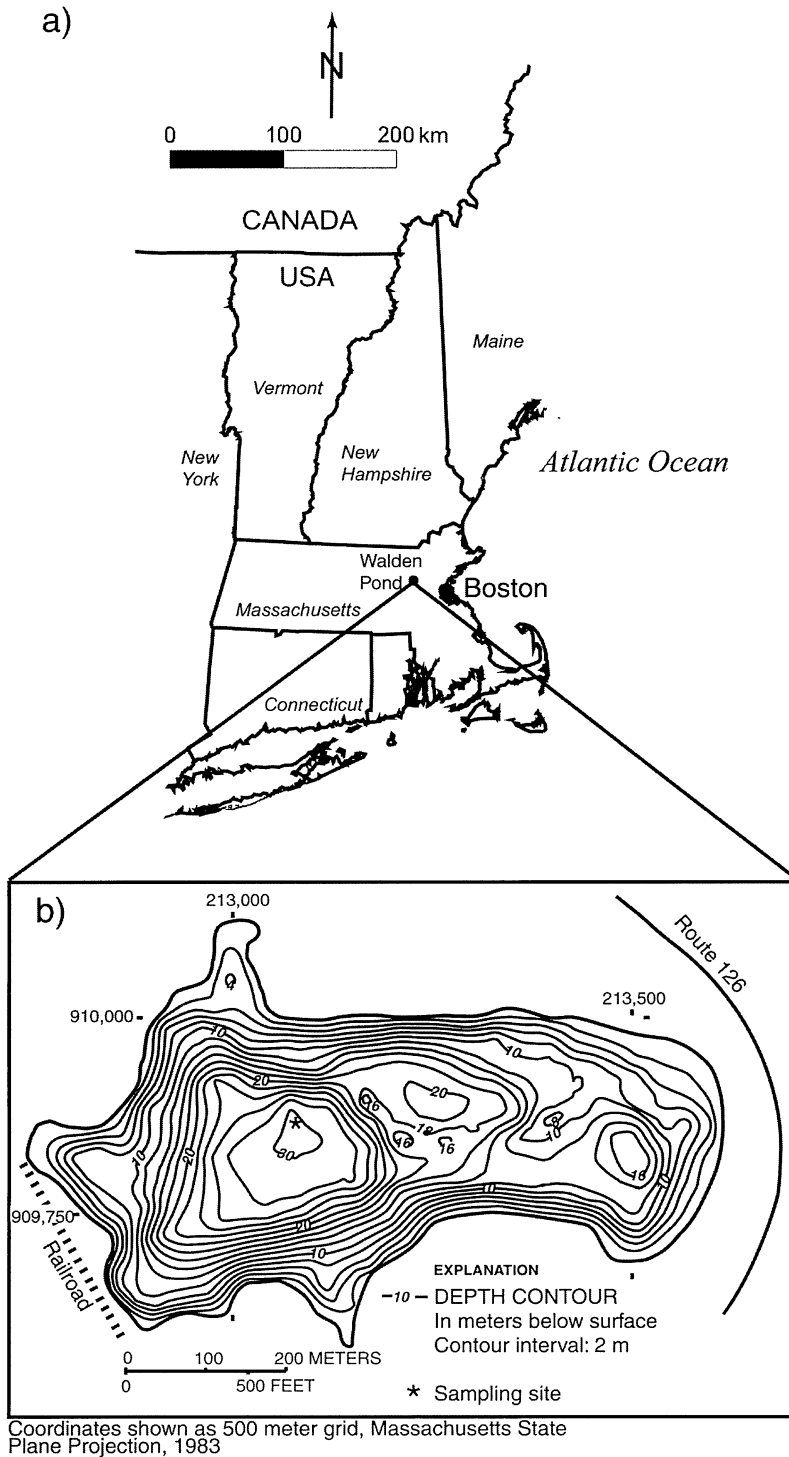 a)
N
0 100 200 km
CANADA
USA
Maine
Vermont
New
York
New
Hampshire
Atlantic Ocean
Walden
Pond
Boston
Massachusetts
Connecticut
b)
213,000
Route 126
4
910,000
213,500
10
10
20
20
16
18
8
10
16
16
30
10
20
16
10
10
909,750
20
10
Railroad
EXPLANATION
10 DEPTH CONTOUR
In meters below surface
Contour interval: 2 m
0 100 200 METERS
0 500 FEET
* Sampling site
Coordinates shown as 500 meter grid, Massachusetts State
Plane Projection, 1983